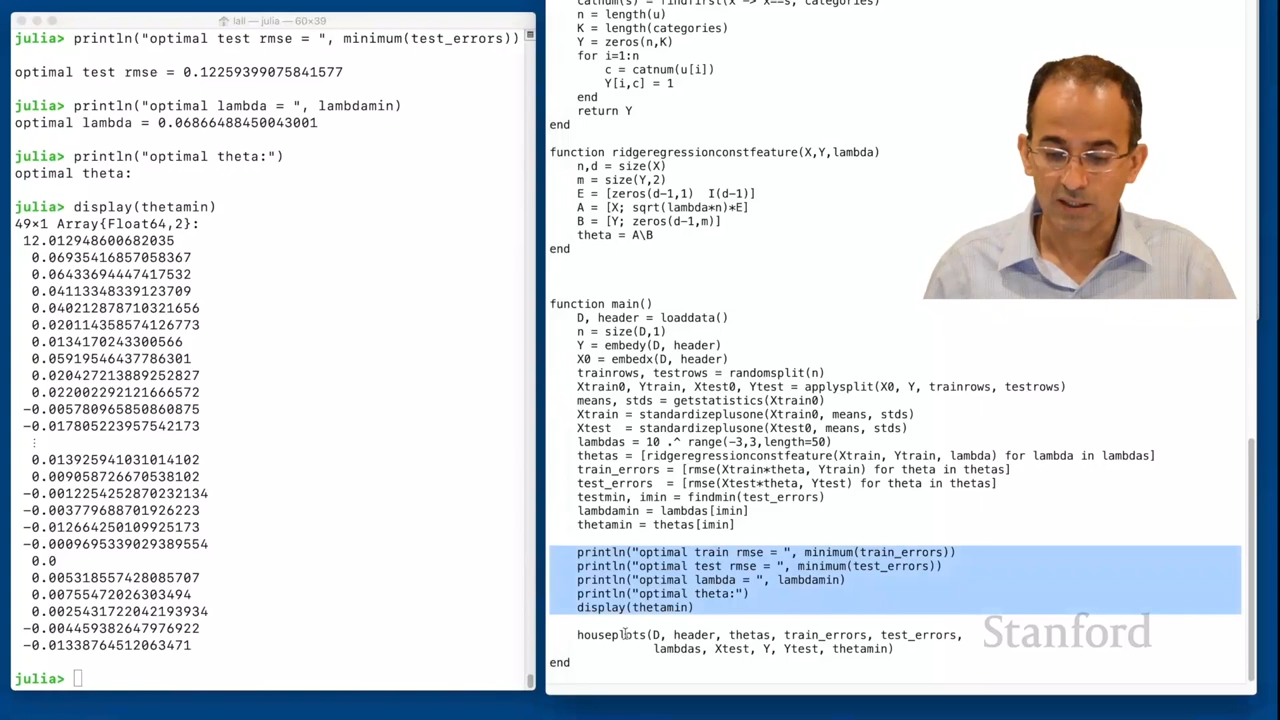 lall — julia — 60×39
julia> println("optimal test rmse = ", minimum(test_errors))
optimal test rmse = 0.12259399075841577
julia> println("optimal lambda = ", lambdamin)
optimal lambda = 0.06866488450043001
julia> println("optimal theta:")
optimal theta:
julia> display(thetamin)
49×1 Array{Float64,2}:
12.012948600682035
0.06935416857058367
0.06433694447417532
0.04113348339123709
0.040212878710321656
0.020114358574126773
0.0134170243300566
0.05919546437786301
0.020427213889252827
0.022002292121666572
−0.005780965850860875
−0.017805223957542173
⋮
0.013925941031014102
0.009058726670538102
−0.0012254252870232134
−0.003779688701926223
−0.012664250109925173
−0.0009695339029389554
0.0
0.005318557428085707
0.00755472026303494
0.0025431722042193934
−0.004459382647976922
−0.01338764512063471
julia>
catnum(s) = findfirst(x -> x==s, categories)
n = length(u)
K = length(categories)
Y = zeros(n,K)
for i=1:n
c = catnum(u[i])
Y[i,c] = 1
end
return Y
end
function ridgeregressionconstfeature(X,Y,lambda)
n,d = size(X)
m = size(Y,2)
E = [zeros(d-1,1) I(d-1)]
A = [X; sqrt(lambda*n)*E]
B = [Y; zeros(d-1,m)]
theta = A\B
end
function main()
D, header = loaddata()
n = size(D,1)
Y = embedy(D, header)
X0 = embedx(D, header)
trainrows, testrows = randomsplit(n)
Xtrain0, Ytrain, Xtest0, Ytest = applysplit(X0, Y, trainrows, testrows)
means, stds = getstatistics(Xtrain0)
Xtrain = standardizeplusone(Xtrain0, means, stds)
Xtest = standardizeplusone(Xtest0, means, stds)
lambdas = 10 .^ range(-3,3,length=50)
thetas = [ridgeregressionconstfeature(Xtrain, Ytrain, lambda) for lambda in lambdas]
train_errors = [rmse(Xtrain*theta, Ytrain) for theta in thetas]
test_errors = [rmse(Xtest*theta, Ytest) for theta in thetas]
testmin, imin = findmin(test_errors)
lambdamin = lambdas[imin]
thetamin = thetas[imin]
println("optimal train rmse = ", minimum(train_errors))
println("optimal test rmse = ", minimum(test_errors))
println("optimal lambda = ", lambdamin)
println("optimal theta:")
display(thetamin)
houseplots(D, header, thetas, train_errors, test_errors,
lambdas, Xtest, Y, Ytest, thetamin)
end
Stanford